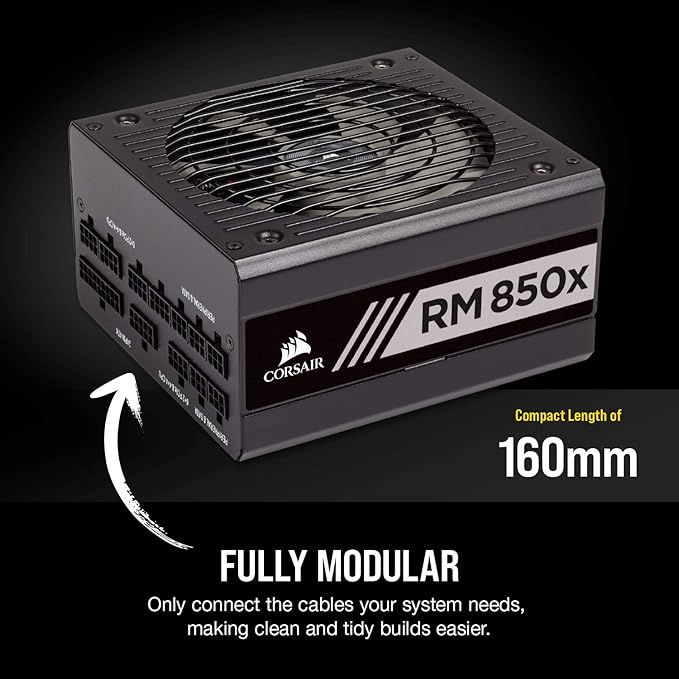 RM 850x
CORSAIR
Compact Length of
160mm
FULLY MODULAR
Only connect the cables your system needs,
making clean and tidy builds easier.